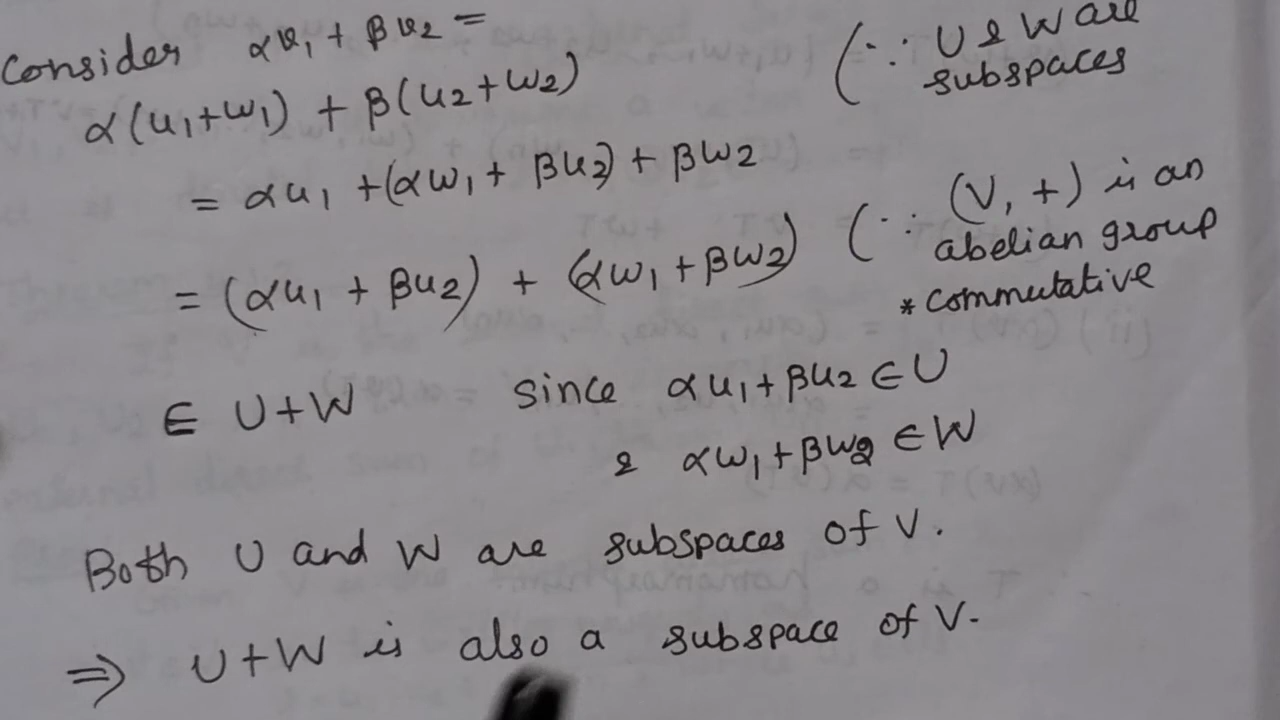 Consider αv₁ + βv₂ =
α(u₁+w₁) + β(u₂+w₂) (∵ U & W are
subspaces
= αu₁ +(αw₁ + βu₂) + βw₂
= (αu₁ + βu₂) + (αw₁ + βw₂) (∵ (V, +) is an
abelian group
* commutative
∈ U+W since αu₁ + βu₂ ∈ U
& αw₁ + βw₂ ∈ W
Both U and W are subspaces of V.
⇒ U+W is also a subspace of V.